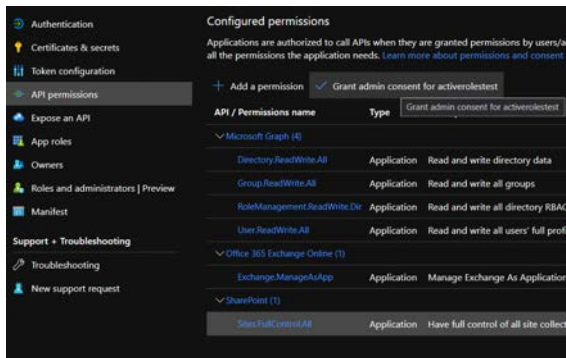 Authentication
Certificates & secrets
Token configuration
API permissions
Expose an API
App roles
Owners
Roles and administrators | Preview
Manifest
Support + Troubleshooting
Troubleshooting
New support request
Configured permissions
Applications are authorized to call APIs when they are granted permissions by users/a
all the permissions the application needs. Learn more about permissions and consent
Add a permission Grant admin consent for activerolestest
Grant admin consent for activerolestest
API / Permissions name Type
Microsoft Graph (4)
Directory.ReadWrite.All Application Read and write directory data
Group.ReadWrite.All Application Read and write all groups
RoleManagement.ReadWrite.Dir Application Read and write all directory RBAC
User.ReadWrite.All Application Read and write all users' full profi
Office 365 Exchange Online (1)
Exchange.ManageAsApp Application Manage Exchange As Application
SharePoint (1)
Sites.FullControl.All Application Have full control of all site collect